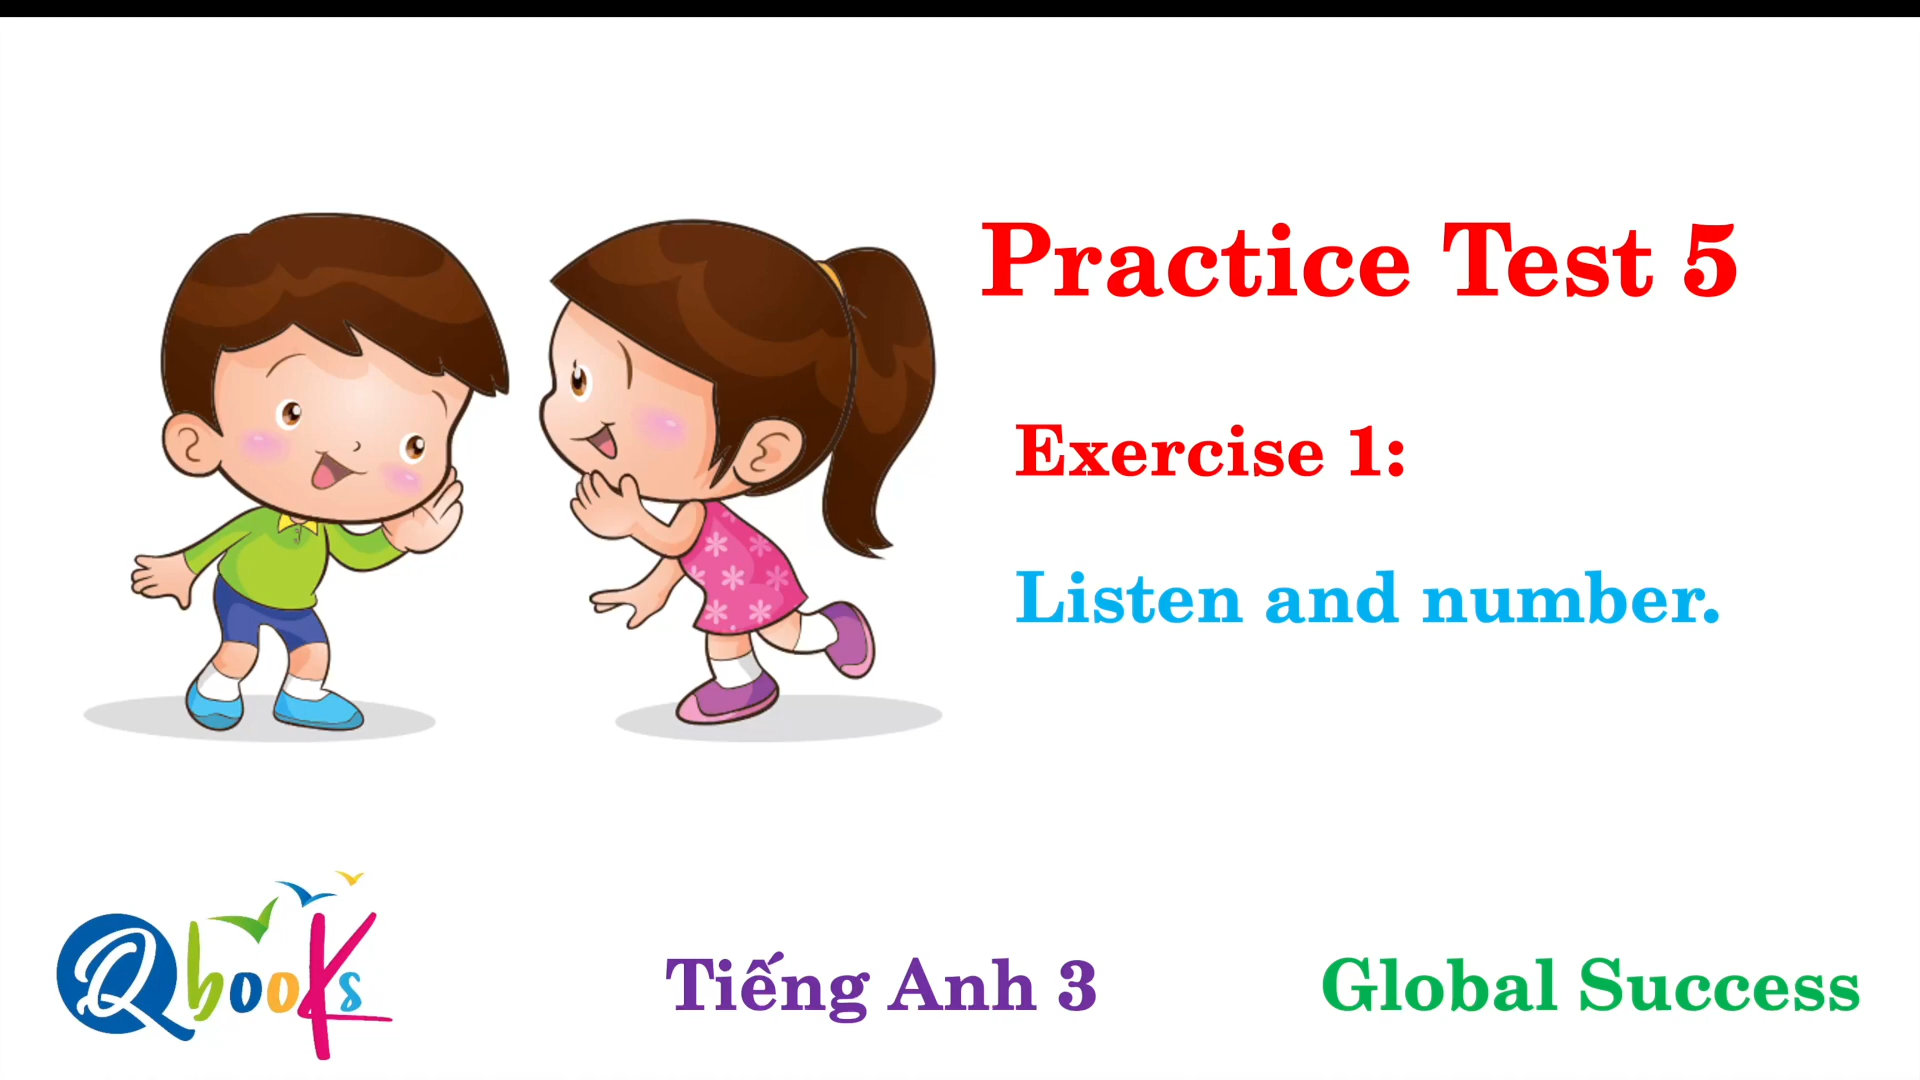 Practice Test 5
Exercise 1:
Listen and number.
Qbooks
Tiếng Anh 3
Global Success